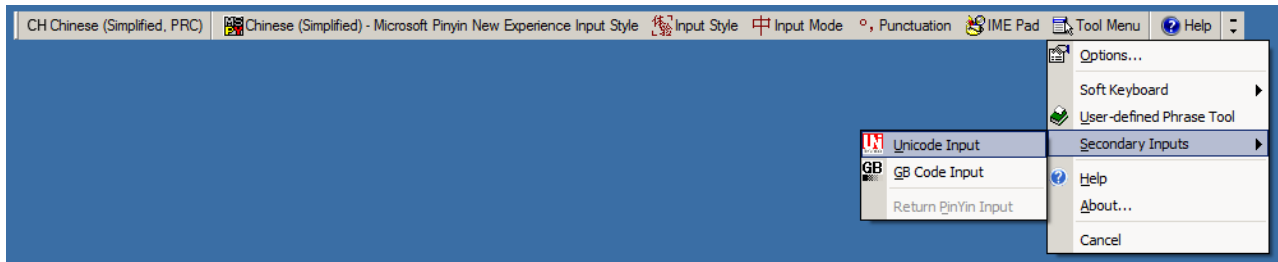 CH Chinese (Simplified, PRC) Chinese (Simplified) - Microsoft Pinyin New Experience Input Style Input Style 中 Input Mode °, Punctuation IME Pad Tool Menu Help
Options...
Soft Keyboard
User-defined Phrase Tool
Secondary Inputs
Help
About...
Cancel
Unicode Input
GB GB Code Input
Return PinYin Input